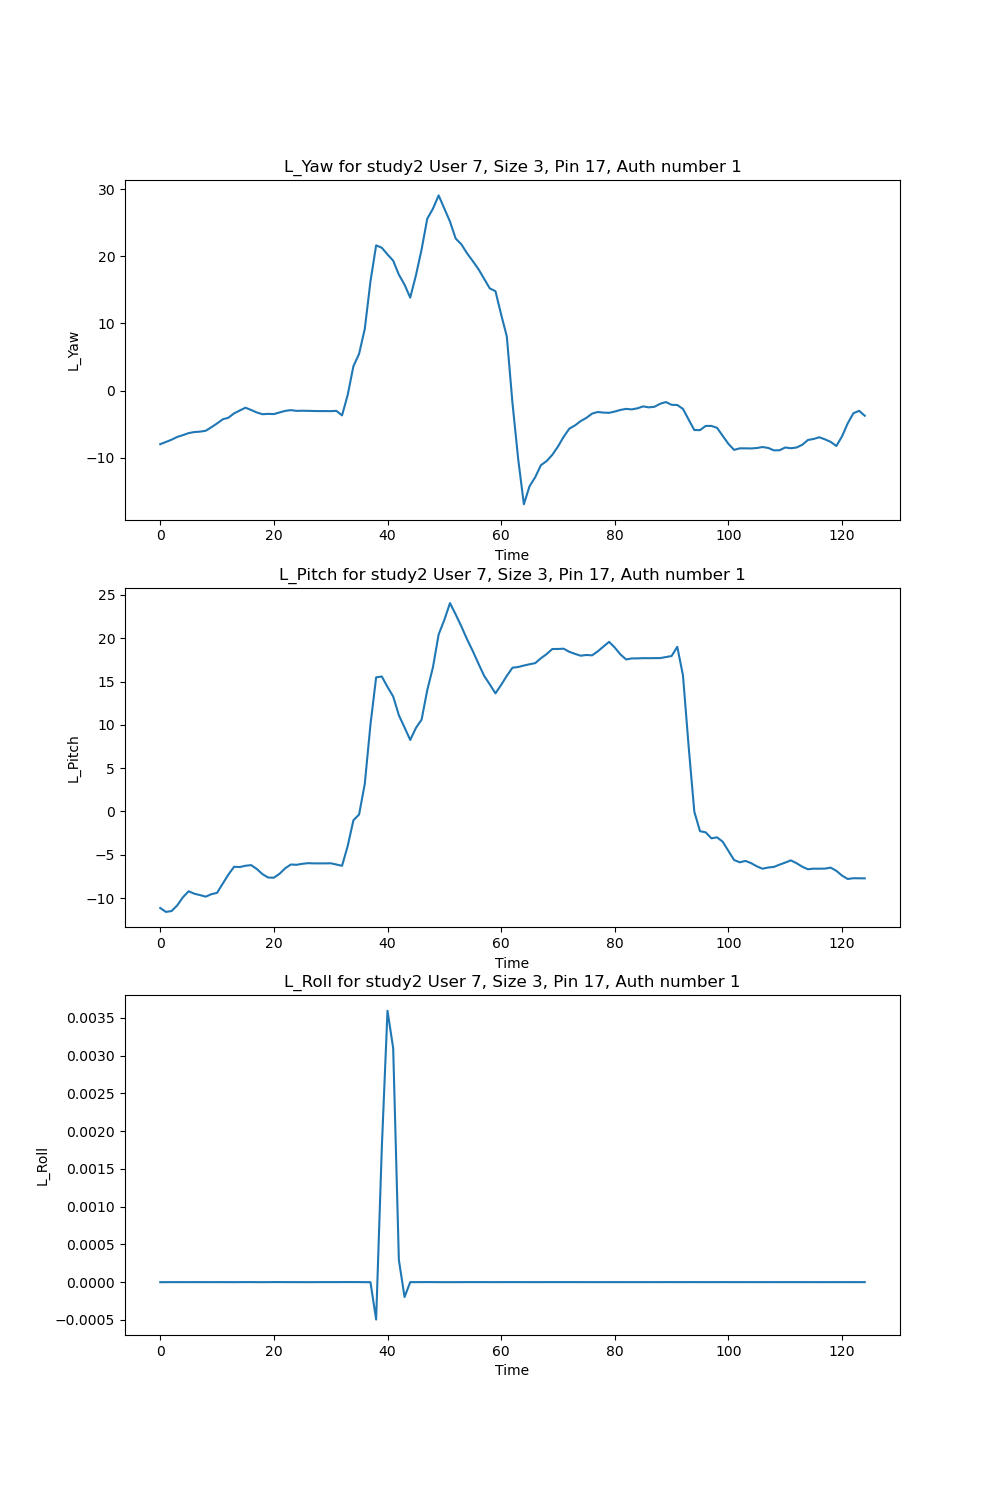 L_Yaw for study2 User 7, Size 3, Pin 17, Auth number 1
30
20
10
0
−10
L_Yaw
0 20 40 60 80 100 120
Time
L_Pitch for study2 User 7, Size 3, Pin 17, Auth number 1
25
20
15
10
5
0
−5
−10
L_Pitch
0 20 40 60 80 100 120
Time
L_Roll for study2 User 7, Size 3, Pin 17, Auth number 1
0.0035
0.0030
0.0025
0.0020
0.0015
0.0010
0.0005
0.0000
−0.0005
L_Roll
0 20 40 60 80 100 120
Time